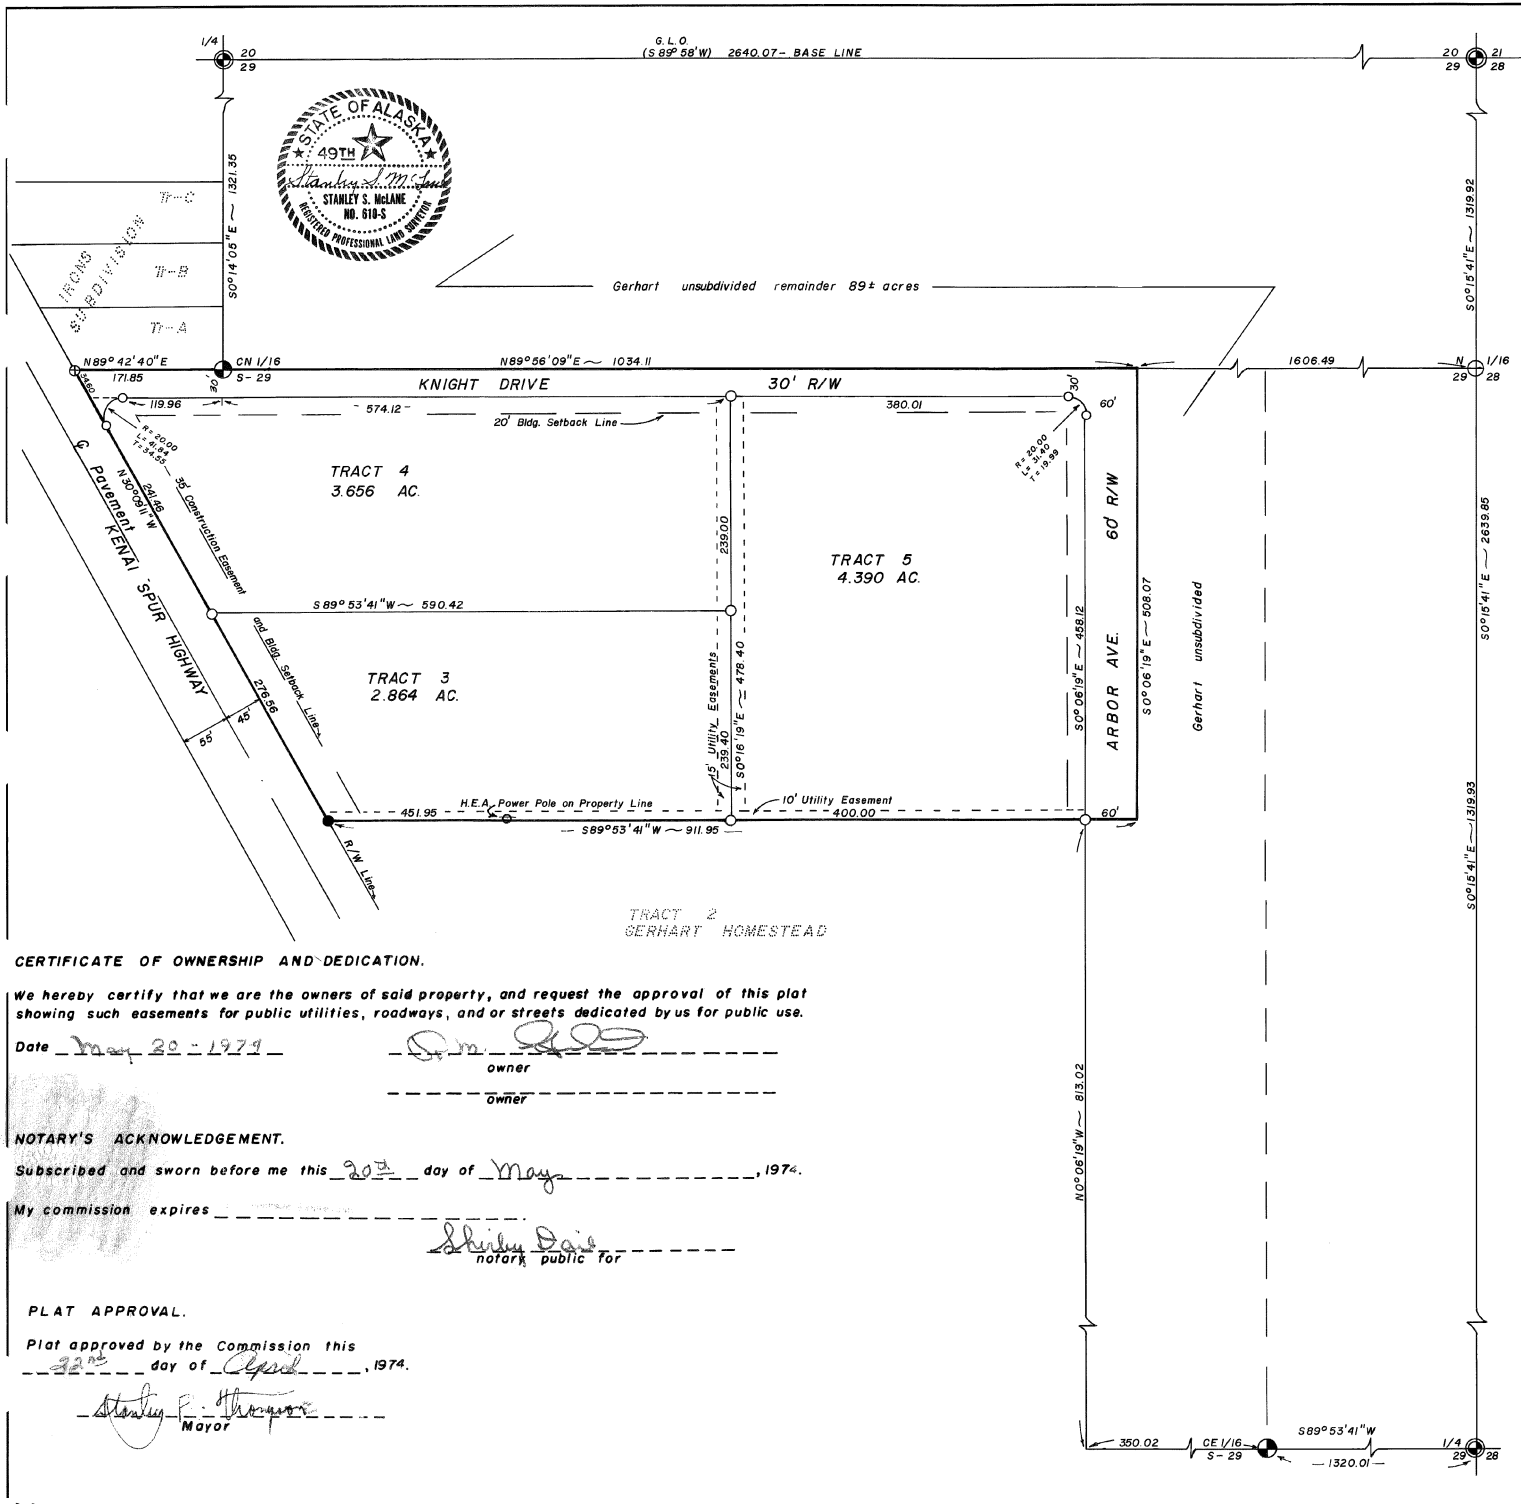 G.L.O.
(S 89° 58'W) 2640.07- BASE LINE
1/4
20
29
20
29
21
28
STATE OF ALASKA
49TH
Stanley S. McLane
STANLEY S. McLANE
NO. 610-S
REGISTERED PROFESSIONAL LAND SURVEYOR
S0°14'05"E ~ 1321.35
S0°15'41"E ~ 1319.92
Tr-C
Tr-B
Tr-A
IRONS
SUBDIVISION
Gerhart unsubdivided remainder 89± acres
N89°42'40"E
171.85
34.60
30'
CN 1/16
S-29
N89°56'09"E ~ 1034.11
1606.49
N 1/16
29 28
KNIGHT DRIVE 30' R/W
119.96
574.12
380.01
30'
60'
20' Bldg. Setback Line
R= 20.00
L= 41.84
T= 34.55
R= 20.00
L= 31.40
T= 19.99
TRACT 4
3.656 AC.
35' Construction Easement
and Bldg. Setback Line
℄ Pavement
KENAI SPUR HIGHWAY
N30°09'11"W
241.46
239.00
TRACT 5
4.390 AC.
ARBOR AVE. 60' R/W
S0°06'19"E ~ 458.12
S0°06'19"E ~ 508.07
Gerhart unsubdivided
S0°15'41"E ~ 2639.85
S89°53'41"W ~ 590.42
TRACT 3
2.864 AC.
276.56
45'
55'
15' Utility Easements
239.40
S0°16'19"E ~ 478.40
H.E.A. Power Pole on Property Line
10' Utility Easement
451.95
400.00
60'
S89°53'41"W ~ 911.95
R/W Line
S0°15'41"E ~ 1319.93
TRACT 2
GERHART HOMESTEAD
CERTIFICATE OF OWNERSHIP AND DEDICATION.
We hereby certify that we are the owners of said property, and request the approval of this plat
showing such easements for public utilities, roadways, and or streets dedicated by us for public use.
Date May 20 - 1974
owner
owner
NOTARY'S ACKNOWLEDGEMENT.
Subscribed and sworn before me this 20th day of May, 1974.
My commission expires
Shirley
notary public for
PLAT APPROVAL.
Plat approved by the Commission this
22nd day of April, 1974.
Stanley F. Thompson
Mayor
N0°06'19"W ~ 813.02
350.02
CE 1/16
S-29
S89°53'41"W
1320.01
1/4
29 28